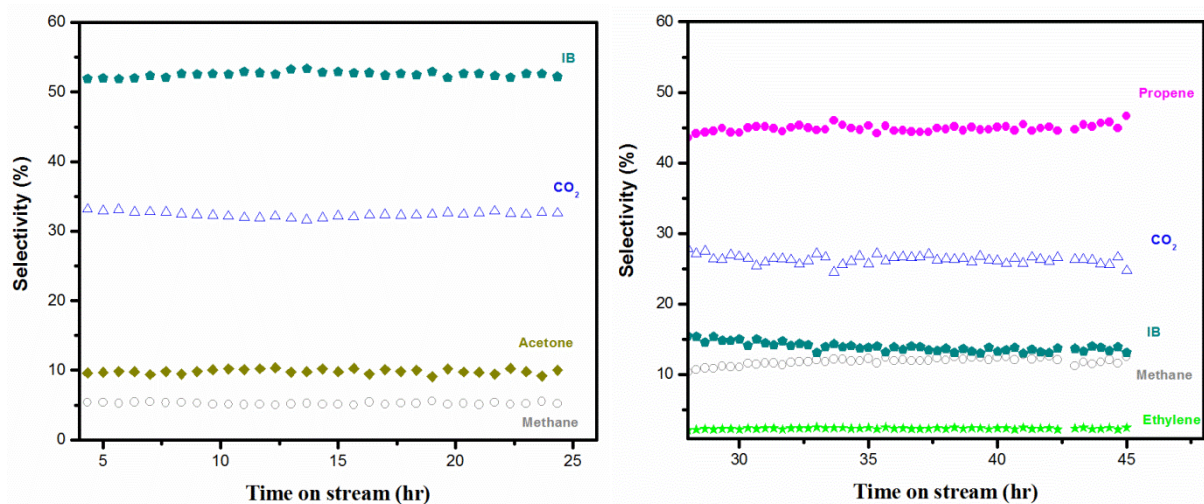 60
50
40
30
20
10
0
Selectivity (%)
IB
CO2
Acetone
Methane
5
10
15
20
25
Time on stream (hr)
60
50
40
30
20
10
Selectivity (%)
Propene
CO2
IB
Methane
Ethylene
30
35
40
45
Time on stream (hr)